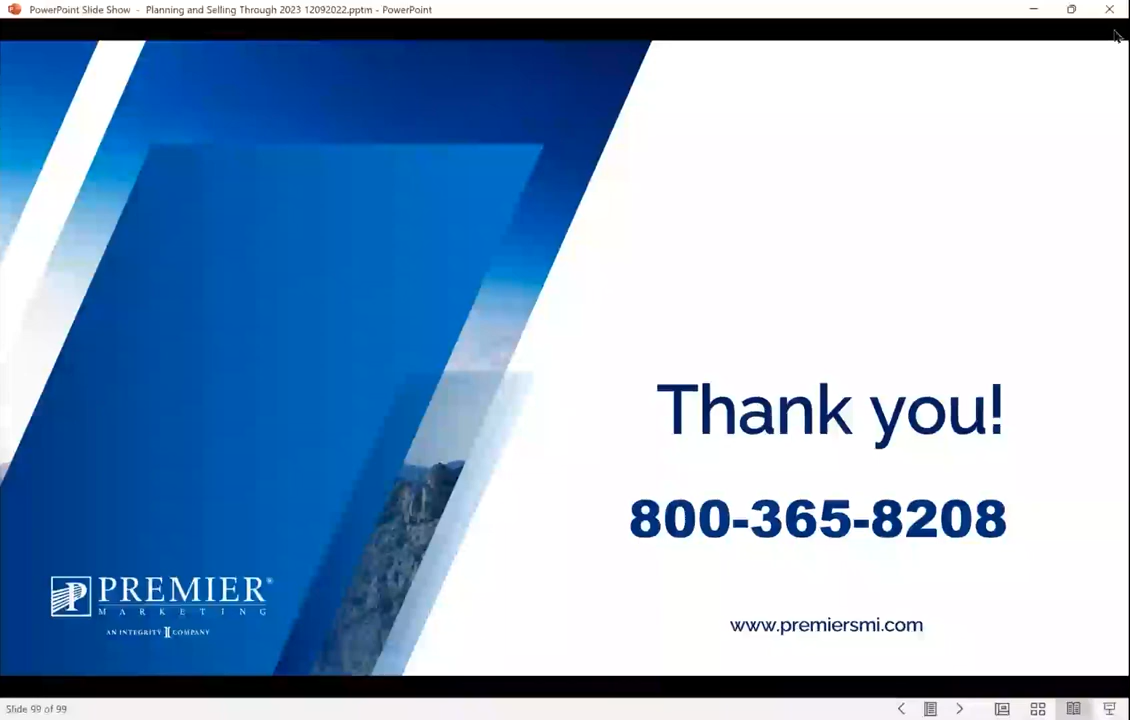 PowerPoint Slide Show - Planning and Selling Through 2023 12092022.pptm - PowerPoint
Thank you!
800-365-8208
PREMIER®
MARKETING
AN INTEGRITY COMPANY
www.premiersmi.com
Slide 99 of 99